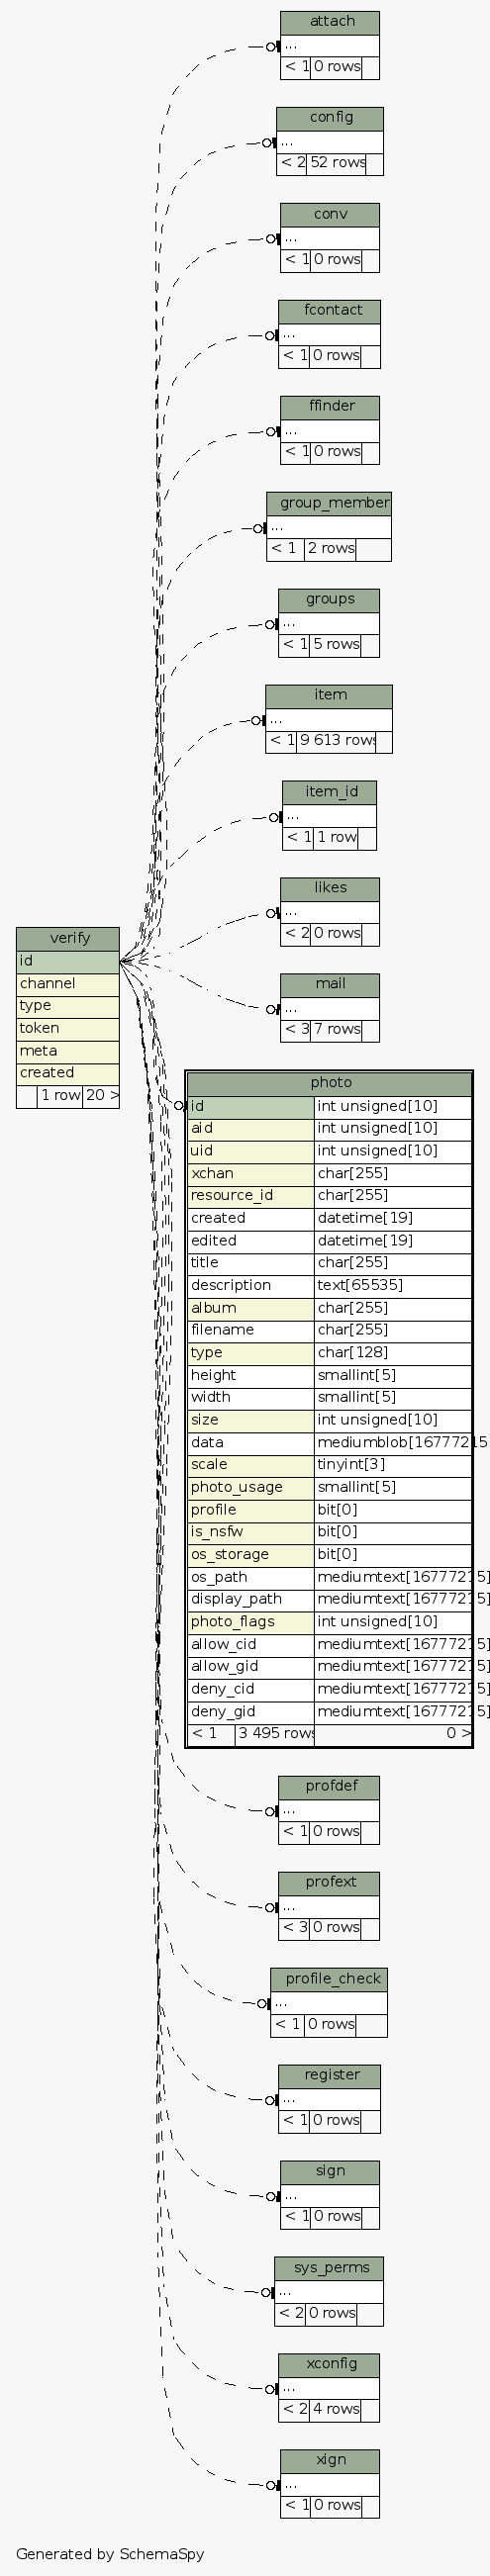 attach
...
< 1 0 rows
config
...
< 2 52 rows
conv
...
< 1 0 rows
fcontact
...
< 1 0 rows
ffinder
...
< 1 0 rows
group_member
...
< 1 2 rows
groups
...
< 1 5 rows
item
...
< 1 9 613 rows
item_id
...
< 1 1 row
likes
...
< 2 0 rows
verify
id
channel
type
token
meta
created
1 row 20 >
mail
...
< 3 7 rows
photo
id int unsigned[10]
aid int unsigned[10]
uid int unsigned[10]
xchan char[255]
resource_id char[255]
created datetime[19]
edited datetime[19]
title char[255]
description text[65535]
album char[255]
filename char[255]
type char[128]
height smallint[5]
width smallint[5]
size int unsigned[10]
data mediumblob[16777215
scale tinyint[3]
photo_usage smallint[5]
profile bit[0]
is_nsfw bit[0]
os_storage bit[0]
os_path mediumtext[16777215]
display_path mediumtext[16777215]
photo_flags int unsigned[10]
allow_cid mediumtext[16777215]
allow_gid mediumtext[16777215]
deny_cid mediumtext[16777215]
deny_gid mediumtext[16777215]
< 1 3 495 rows 0 >
profdef
...
< 1 0 rows
profext
...
< 3 0 rows
profile_check
...
< 1 0 rows
register
...
< 1 0 rows
sign
...
< 1 0 rows
sys_perms
...
< 2 0 rows
xconfig
...
< 2 4 rows
xign
...
< 1 0 rows
Generated by SchemaSpy